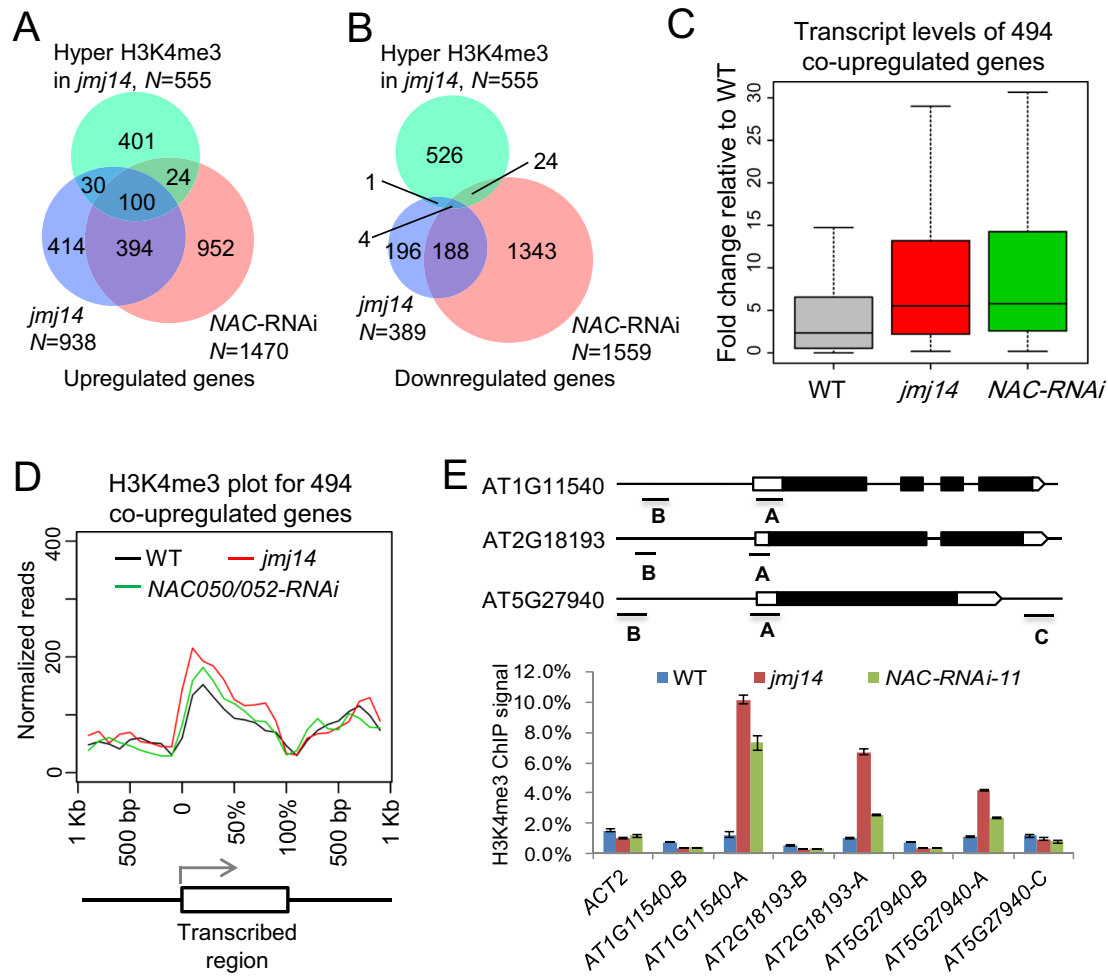 A
Hyper H3K4me3
in jmj14, N=555
401
30
24
100
414
394
952
jmj14
N=938
NAC-RNAi
N=1470
Upregulated genes
B
Hyper H3K4me3
in jmj14, N=555
526
24
1
4
196
188
1343
jmj14
N=389
NAC-RNAi
N=1559
Downregulated genes
C
Transcript levels of 494
co-upregulated genes
Fold change relative to WT
30
25
20
15
10
5
0
WT
jmj14
NAC-RNAi
D
H3K4me3 plot for 494
co-upregulated genes
WT
jmj14
NAC050/052-RNAi
Normalized reads
400
200
0
1 Kb
500 bp
0
50%
100%
500 bp
1 Kb
Transcribed
region
E
AT1G11540
B
A
AT2G18193
B
A
AT5G27940
B
A
C
WT
jmj14
NAC-RNAi-11
H3K4me3 ChIP signal
12.0%
10.0%
8.0%
6.0%
4.0%
2.0%
0.0%
ACT2
AT1G11540-B
AT1G11540-A
AT2G18193-B
AT2G18193-A
AT5G27940-B
AT5G27940-A
AT5G27940-C